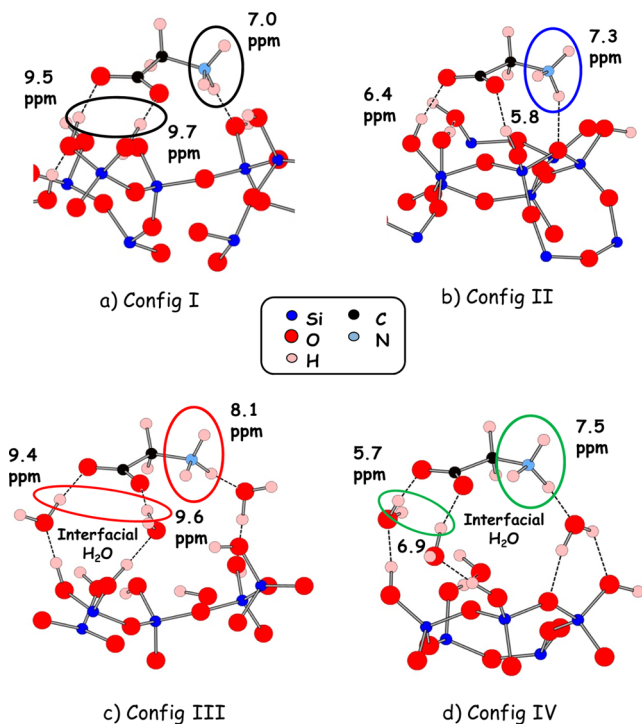 7.0
ppm
9.5
ppm
9.7
ppm
a) Config I
7.3
ppm
6.4
ppm
5.8
b) Config II
Si
C
O
N
H
8.1
ppm
9.4
ppm
9.6
ppm
Interfacial
H₂O
c) Config III
7.5
ppm
5.7
ppm
Interfacial
H₂O
6.9
d) Config IV